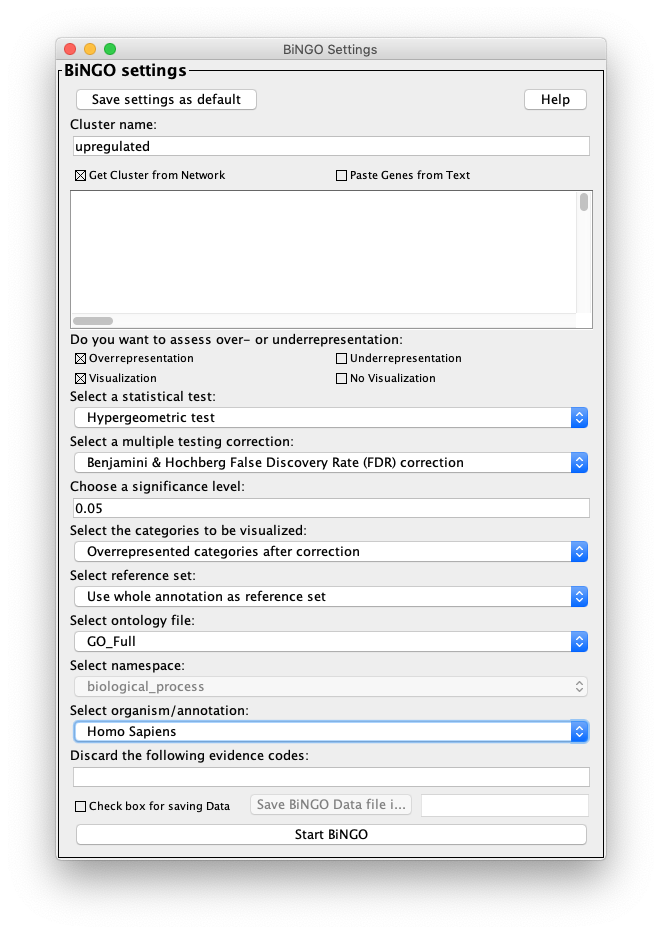 BiNGO Settings
BiNGO settings
Save settings as default Help
Cluster name:
upregulated
Get Cluster from Network Paste Genes from Text
Do you want to assess over- or underrepresentation:
Overrepresentation Underrepresentation
Visualization No Visualization
Select a statistical test:
Hypergeometric test
Select a multiple testing correction:
Benjamini & Hochberg False Discovery Rate (FDR) correction
Choose a significance level:
0.05
Select the categories to be visualized:
Overrepresented categories after correction
Select reference set:
Use whole annotation as reference set
Select ontology file:
GO_Full
Select namespace:
biological_process
Select organism/annotation:
Homo Sapiens
Discard the following evidence codes:
Check box for saving Data Save BiNGO Data file i...
Start BiNGO